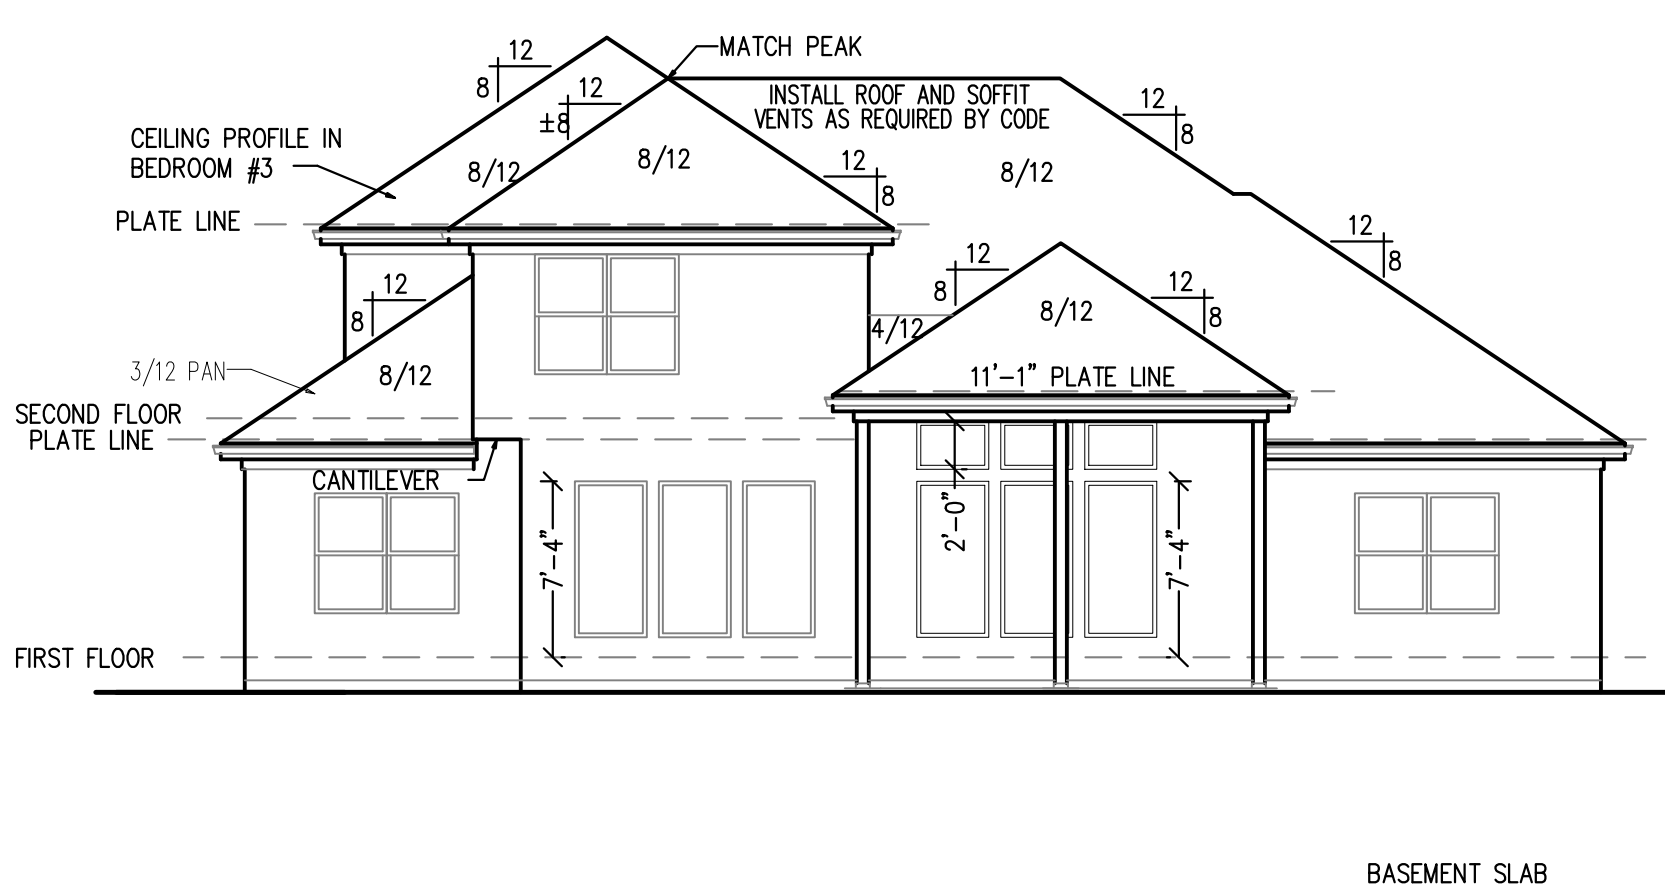 12
MATCH PEAK
8
12
±8
INSTALL ROOF AND SOFFIT
VENTS AS REQUIRED BY CODE
12
8
CEILING PROFILE IN
BEDROOM #3
8/12
8/12
12
8
8/12
PLATE LINE
12
8
12
8
12
8
12
8
12
8
8/12
4/12
3/12 PAN
8/12
11'-1" PLATE LINE
SECOND FLOOR
PLATE LINE
CANTILEVER
2'-0"
7'-4"
7'-4"
FIRST FLOOR
BASEMENT SLAB